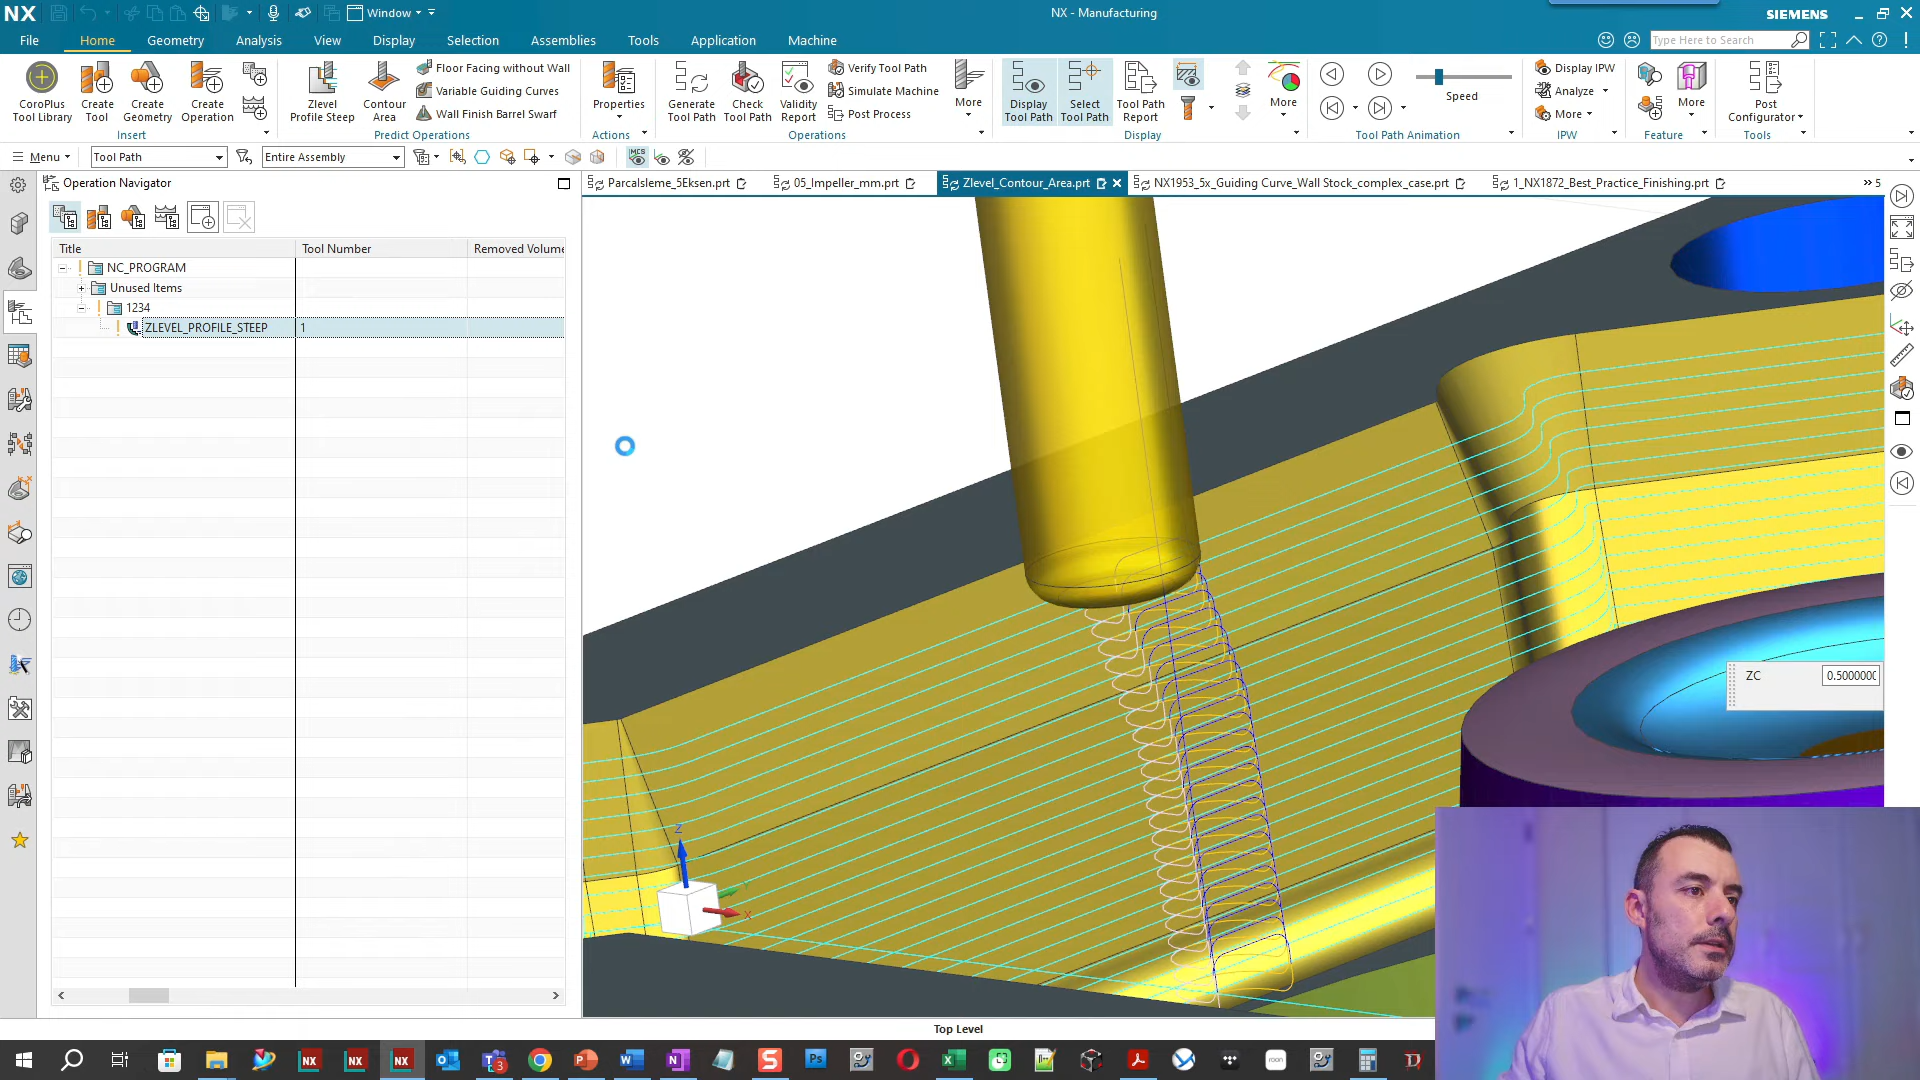 NX
Window
NX - Manufacturing
SIEMENS
File
Home
Geometry
Analysis
View
Display
Selection
Assemblies
Tools
Application
Machine
Type Here to Search
CoroPlus
Tool Library
Create
Tool
Create
Geometry
Create
Operation
Insert
Zlevel
Profile Steep
Contour
Area
Floor Facing without Wall
Variable Guiding Curves
Wall Finish Barrel Swarf
Predict Operations
Properties
Actions
Generate
Tool Path
Check
Tool Path
Validity
Report
Verify Tool Path
Simulate Machine
Post Process
More
Operations
Display
Tool Path
Select
Tool Path
Tool Path
Report
More
Display
Speed
Tool Path Animation
Display IPW
Analyze
More
IPW
More
Feature
Post
Configurator
Tools
Menu
Tool Path
Entire Assembly
MCS
Operation Navigator
Parcalsleme_5Eksen.prt
05_Impeller_mm.prt
Zlevel_Contour_Area.prt
NX1953_5x_Guiding Curve_Wall Stock_complex_case.prt
1_NX1872_Best_Practice_Finishing.prt
5
Title
Tool Number
Removed Volume
NC_PROGRAM
Unused Items
1234
ZLEVEL_PROFILE_STEEP
1
ZC
0.5000000
Z
Y
X
Top Level
NX
NX
NX